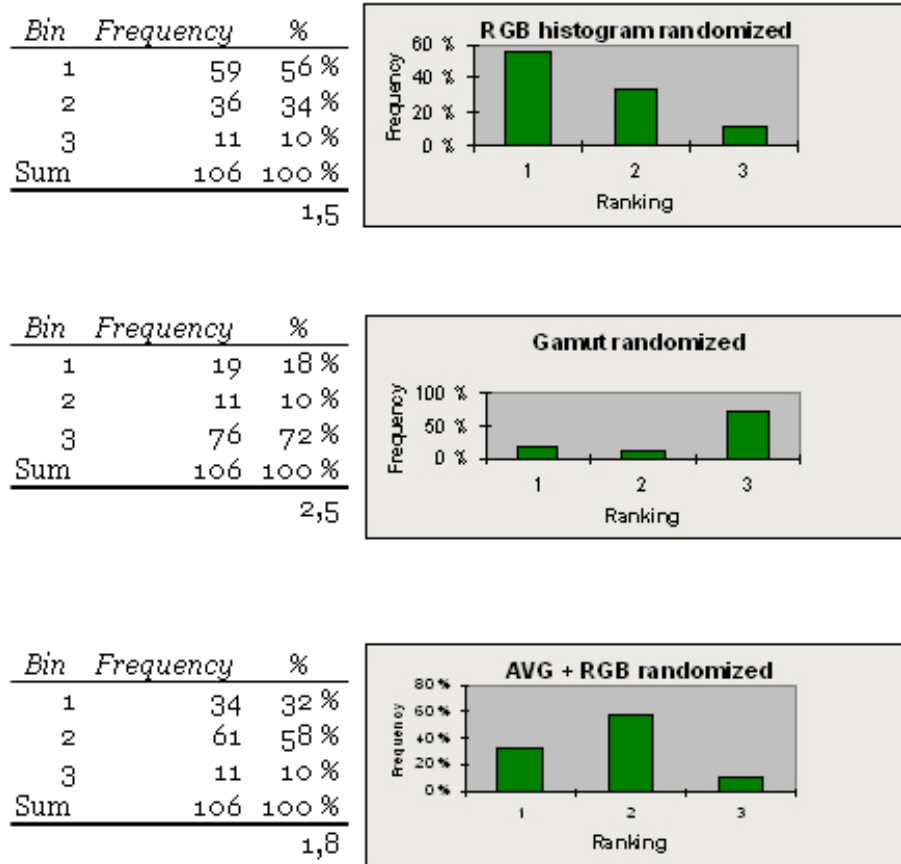 Bin Frequency %
1 59 56 %
2 36 34 %
3 11 10 %
Sum 106 100 %
1,5
RGB histogram randomized
Frequency
60 %
40 %
20 %
0 %
1 2 3
Ranking
Bin Frequency %
1 19 18 %
2 11 10 %
3 76 72 %
Sum 106 100 %
2,5
Gamut randomized
Frequency
100 %
50 %
0 %
1 2 3
Ranking
Bin Frequency %
1 34 32 %
2 61 58 %
3 11 10 %
Sum 106 100 %
1,8
AVG + RGB randomized
Frequency
80 %
60 %
40 %
20 %
0 %
1 2 3
Ranking